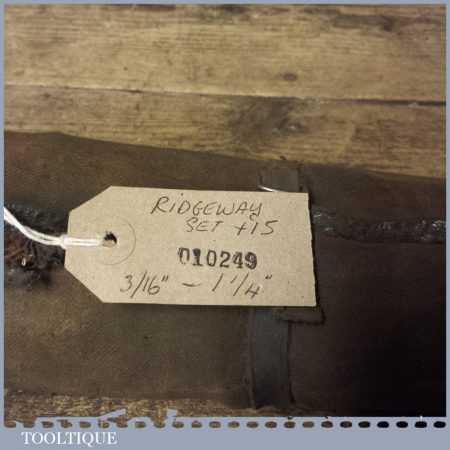 RIDGEWAY
SET £15
010249
3/16" - 1 1/4"
TOOLTIQUE